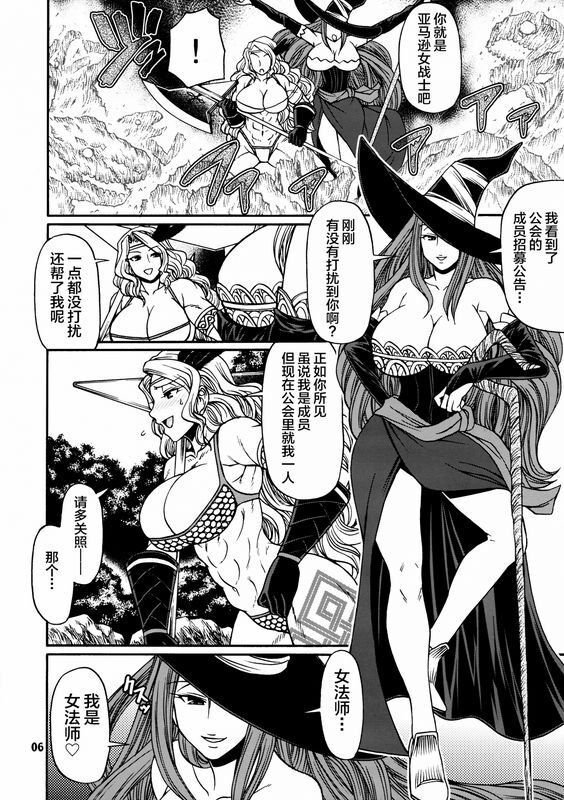 你就是
亚马逊女战士吧
！
ア
ア
ア
ア
我看到了
公会的
成员招募公告…
刚刚
有没有打扰
到你啊？
一点都没打扰
还帮了我呢
正如你所见
虽说我是成员
但现在公会里就我一人
请多关照——
那个…
女法师…
我是
女法师♡
06